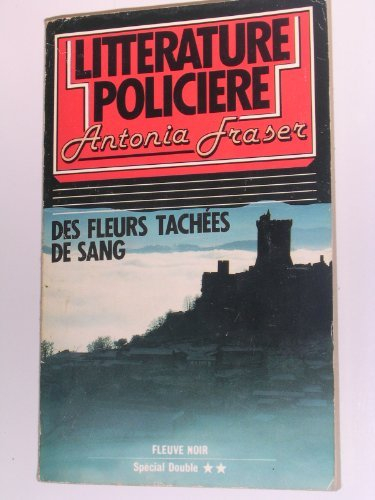 LITTERATURE
POLICIERE
Antonia Fraser
DES FLEURS TACHÉES
DE SANG
FLEUVE NOIR
Spécial Double ★★